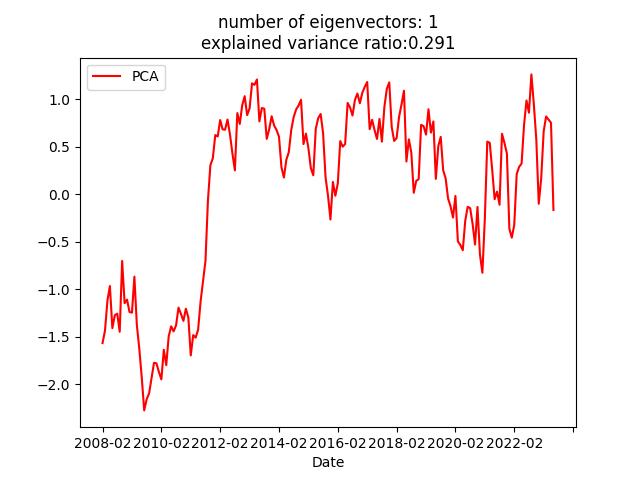 number of eigenvectors: 1
explained variance ratio:0.291
PCA
1.0
0.5
0.0
−0.5
−1.0
−1.5
−2.0
2008-02 2010-02 2012-02 2014-02 2016-02 2018-02 2020-02 2022-02
Date